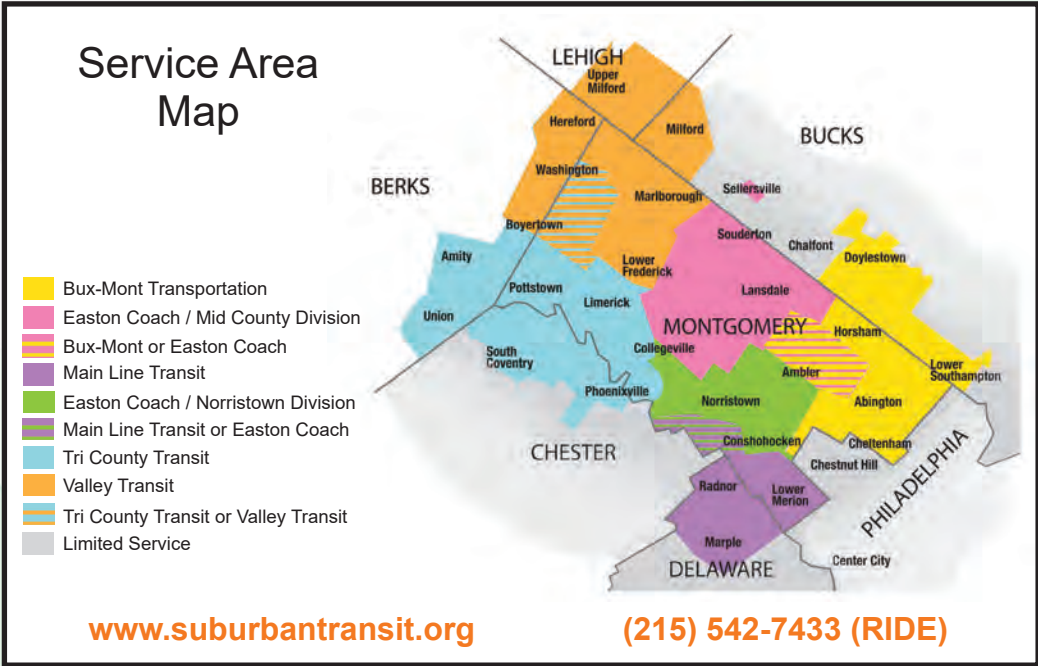 Service Area
Map
LEHIGH
Upper
Milford
Hereford
Milford
BUCKS
Washington
BERKS
Sellersville
Marlborough
Boyertown
Souderton
Chalfont
Amity
Doylestown
Lower
Frederick
Pottstown
Lansdale
Limerick
Union
MONTGOMERY
Horsham
Collegeville
South
Coventry
Ambler
Lower
Southampton
Phoenixville
Norristown
Abington
Conshohocken
Cheltenham
CHESTER
Chestnut Hill
PHILADELPHIA
Radnor
Lower
Merion
Marple
Center City
DELAWARE
Bux-Mont Transportation
Easton Coach / Mid County Division
Bux-Mont or Easton Coach
Main Line Transit
Easton Coach / Norristown Division
Main Line Transit or Easton Coach
Tri County Transit
Valley Transit
Tri County Transit or Valley Transit
Limited Service
www.suburbantransit.org
(215) 542-7433 (RIDE)